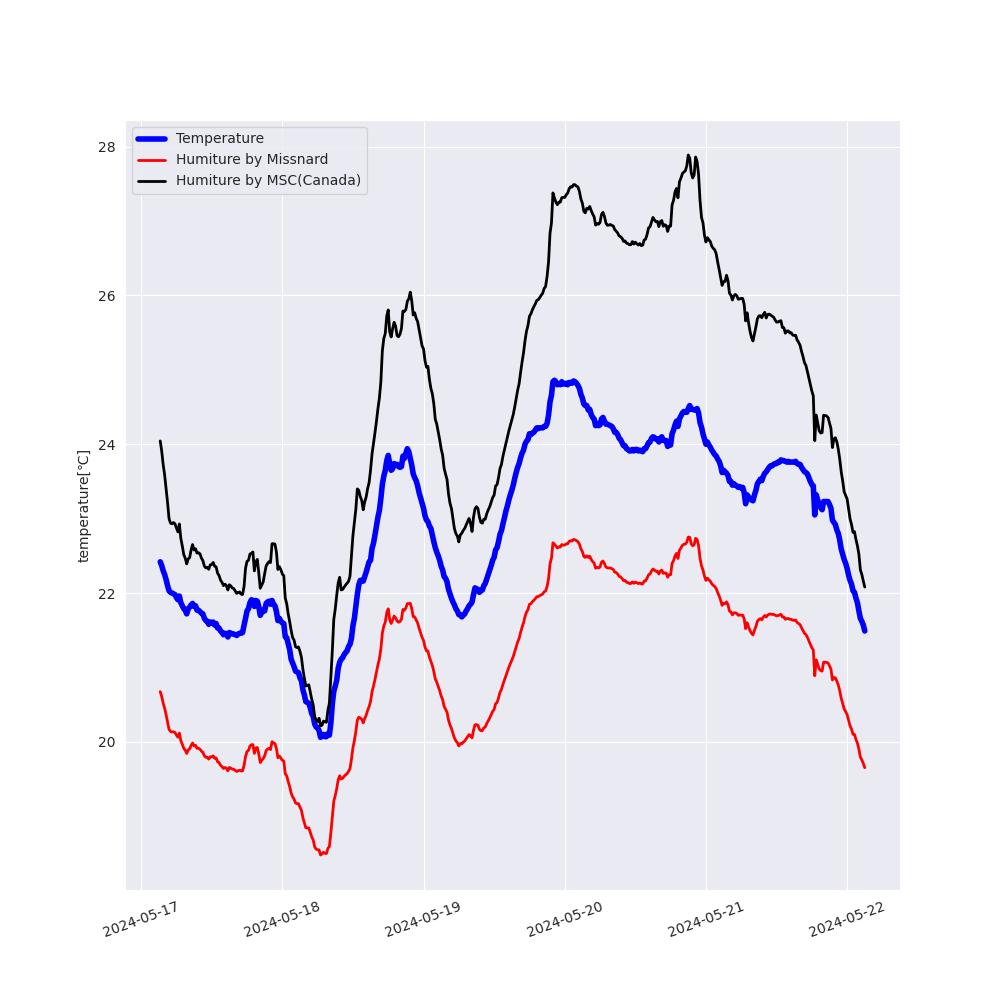 Temperature
Humiture by Missnard
Humiture by MSC(Canada)
28
26
24
22
20
temperature[℃]
2024-05-17
2024-05-18
2024-05-19
2024-05-20
2024-05-21
2024-05-22